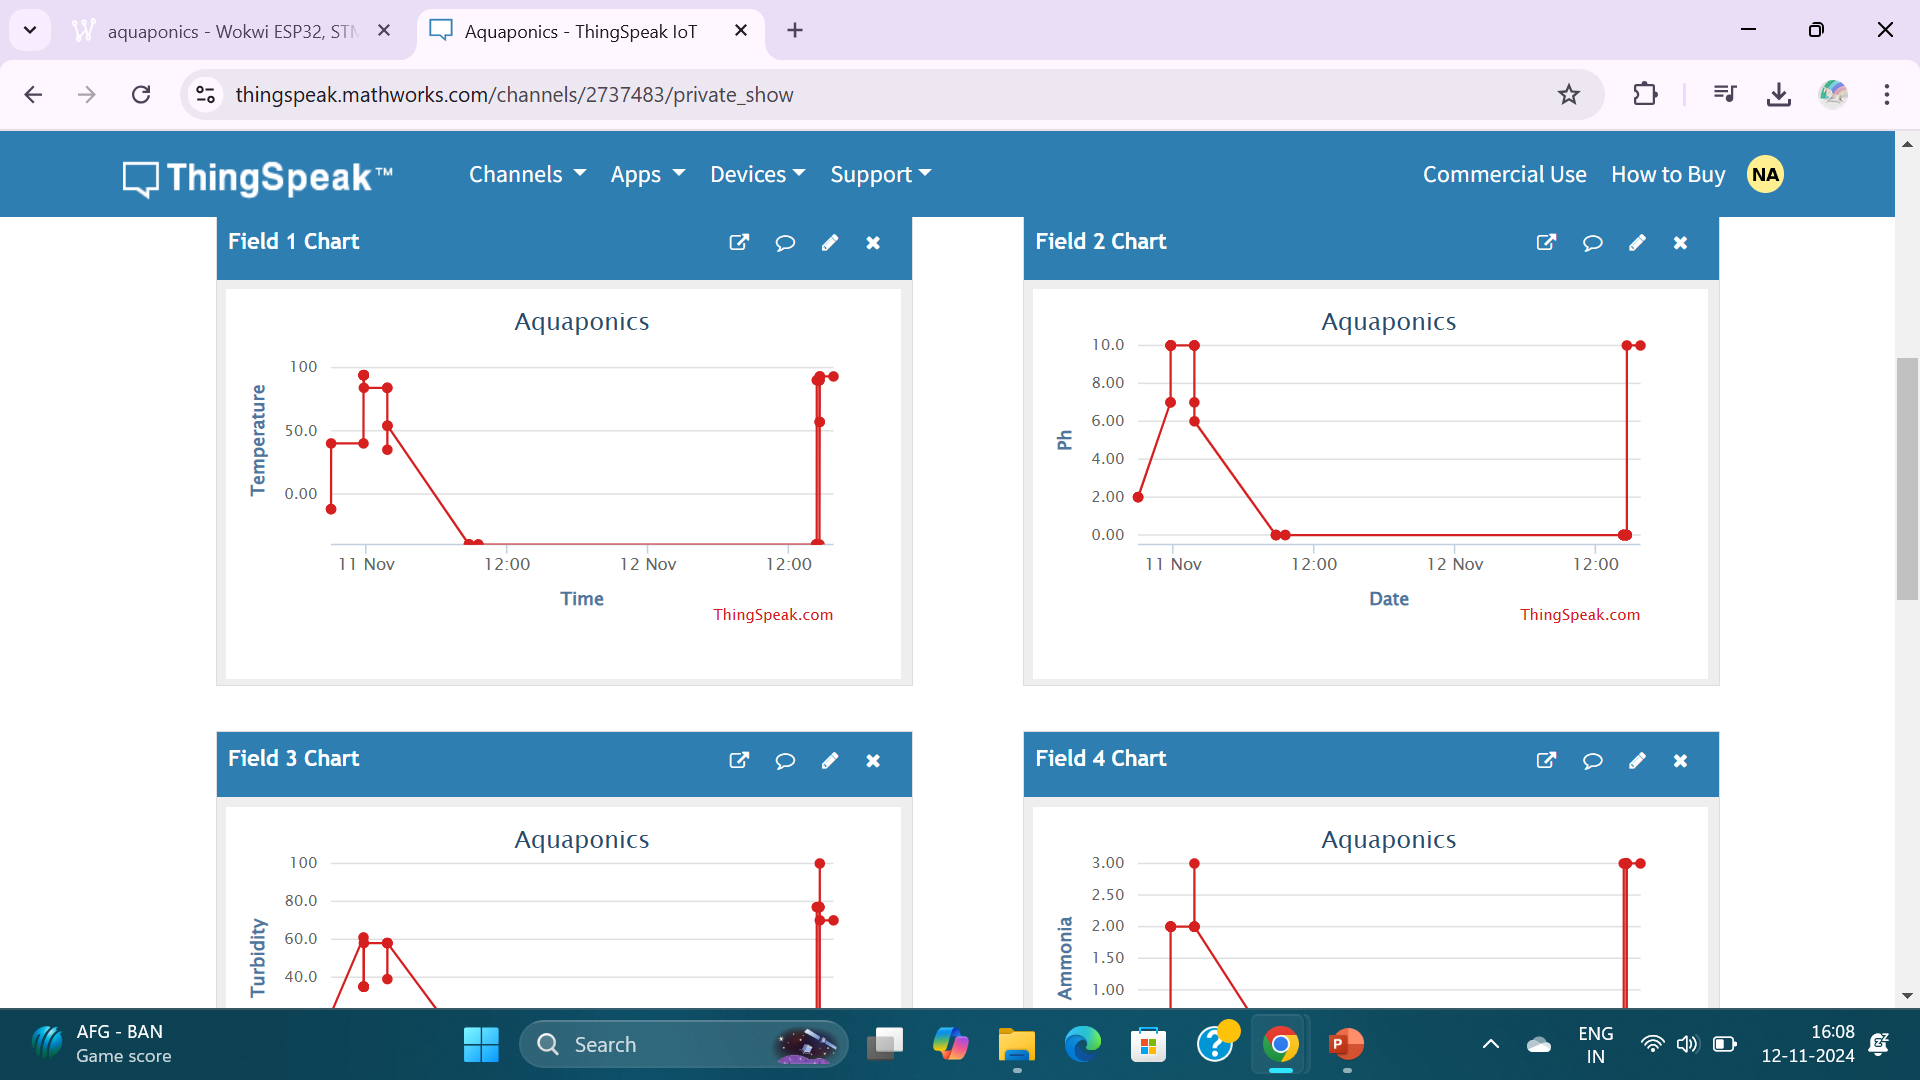 aquaponics - Wokwi ESP32, STM
Aquaponics - ThingSpeak IoT
thingspeak.mathworks.com/channels/2737483/private_show
ThingSpeak™
Channels
Apps
Devices
Support
Commercial Use
How to Buy
NA
Field 1 Chart
Aquaponics
Temperature
100
50.0
0.00
11 Nov
12:00
12 Nov
12:00
Time
ThingSpeak.com
Field 2 Chart
Aquaponics
Ph
10.0
8.00
6.00
4.00
2.00
0.00
11 Nov
12:00
12 Nov
12:00
Date
ThingSpeak.com
Field 3 Chart
Aquaponics
Turbidity
100
80.0
60.0
40.0
Field 4 Chart
Aquaponics
Ammonia
3.00
2.50
2.00
1.50
1.00
AFG - BAN
Game score
Search
ENG
IN
16:08
12-11-2024